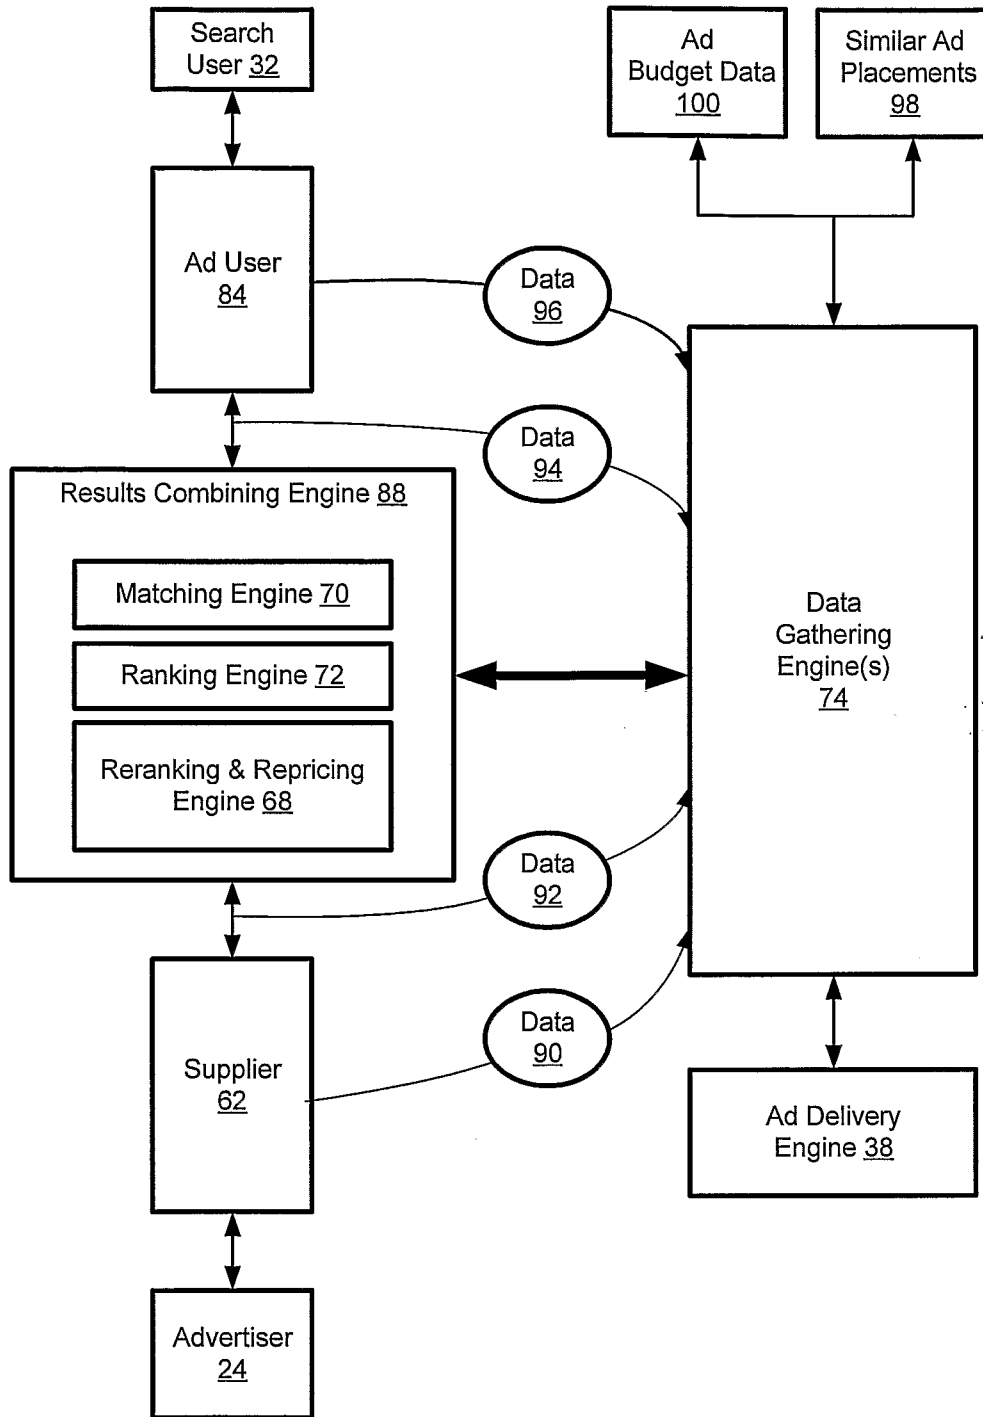 Search
User 32
Ad
Budget Data
100
Similar Ad
Placements
98
Ad User
84
Data
96
Data
94
Results Combining Engine 88
Matching Engine 70
Ranking Engine 72
Reranking & Repricing
Engine 68
Data
Gathering
Engine(s)
74
Data
92
Data
90
Supplier
62
Ad Delivery
Engine 38
Advertiser
24